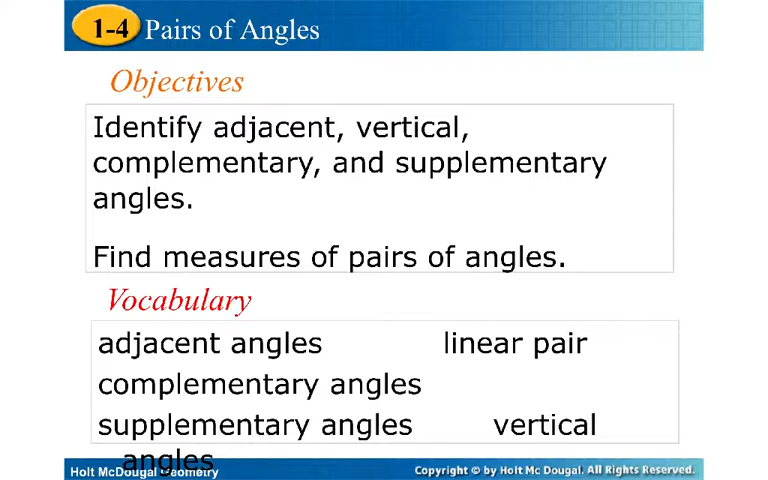 1-4 Pairs of Angles
Objectives
Identify adjacent, vertical,
complementary, and supplementary
angles.
Find measures of pairs of angles.
Vocabulary
adjacent angles linear pair
complementary angles
supplementary angles vertical
angles
Holt McDougal Geometry Copyright © by Holt Mc Dougal. All Rights Reserved.